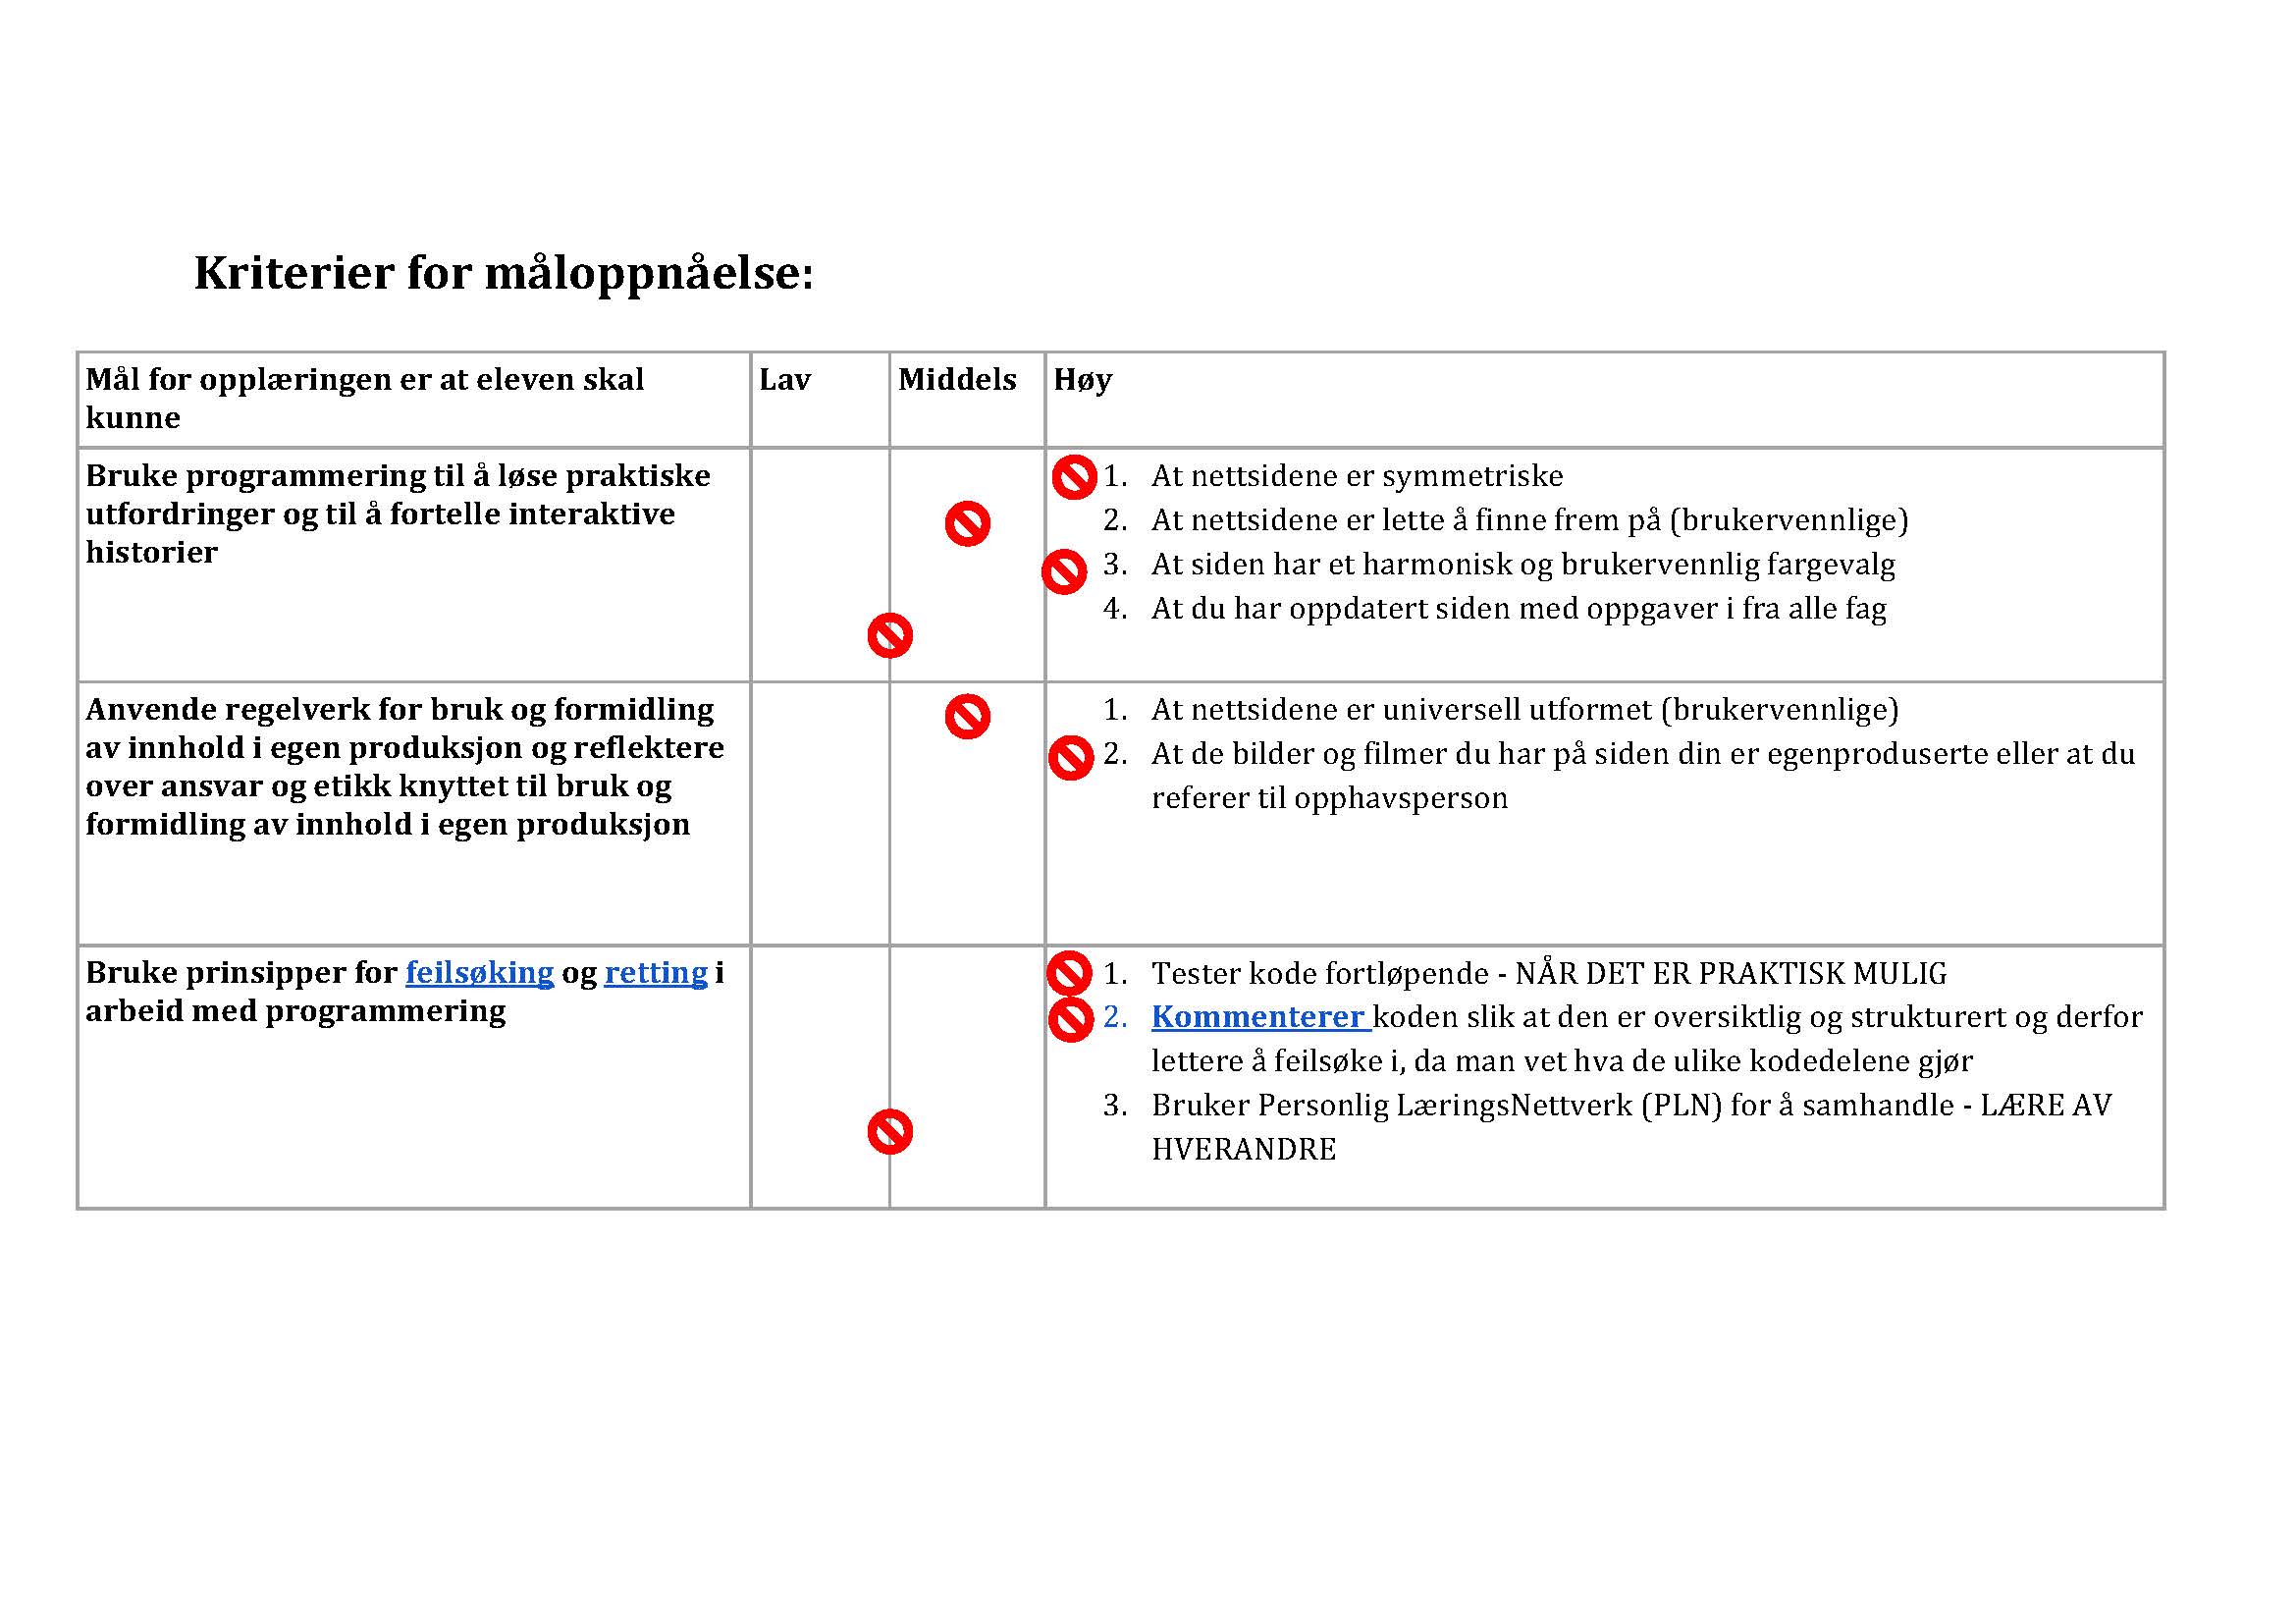 Kriterier for måloppnåelse:
Mål for opplæringen er at eleven skal
kunne
Lav
Middels
Høy
Bruke programmering til å løse praktiske
utfordringer og til å fortelle interaktive
historier
1. At nettsidene er symmetriske
2. At nettsidene er lette å finne frem på (brukervennlige)
3. At siden har et harmonisk og brukervennlig fargevalg
4. At du har oppdatert siden med oppgaver i fra alle fag
Anvende regelverk for bruk og formidling
av innhold i egen produksjon og reflektere
over ansvar og etikk knyttet til bruk og
formidling av innhold i egen produksjon
1. At nettsidene er universell utformet (brukervennlige)
2. At de bilder og filmer du har på siden din er egenproduserte eller at du
referer til opphavsperson
Bruke prinsipper for feilsøking og retting i
arbeid med programmering
1. Tester kode fortløpende - NÅR DET ER PRAKTISK MULIG
2. Kommenterer koden slik at den er oversiktlig og strukturert og derfor
lettere å feilsøke i, da man vet hva de ulike kodedelene gjør
3. Bruker Personlig LæringsNettverk (PLN) for å samhandle - LÆRE AV
HVERANDRE